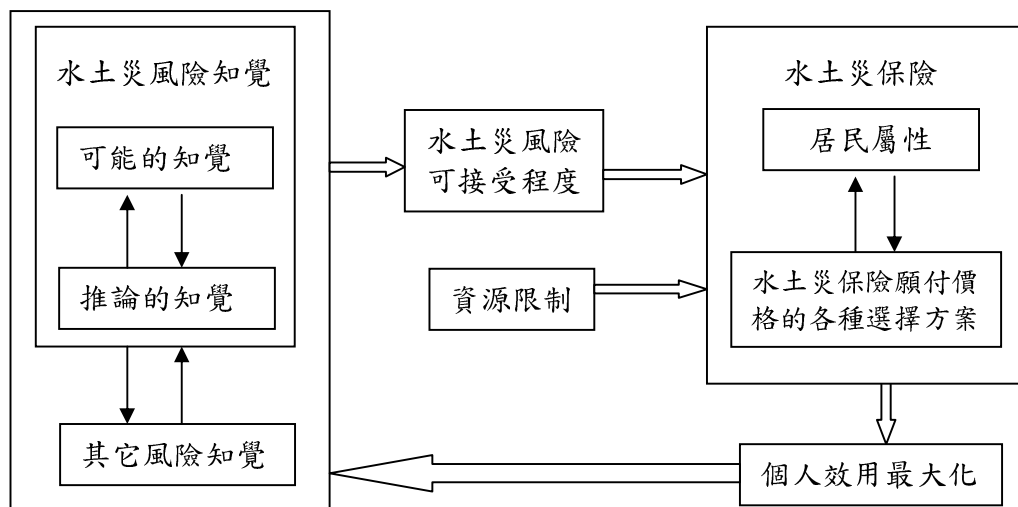 水土災風險知覺
可能的知覺
推論的知覺
其它風險知覺
水土災風險
可接受程度
資源限制
水土災保險
居民屬性
水土災保險願付價
格的各種選擇方案
個人效用最大化